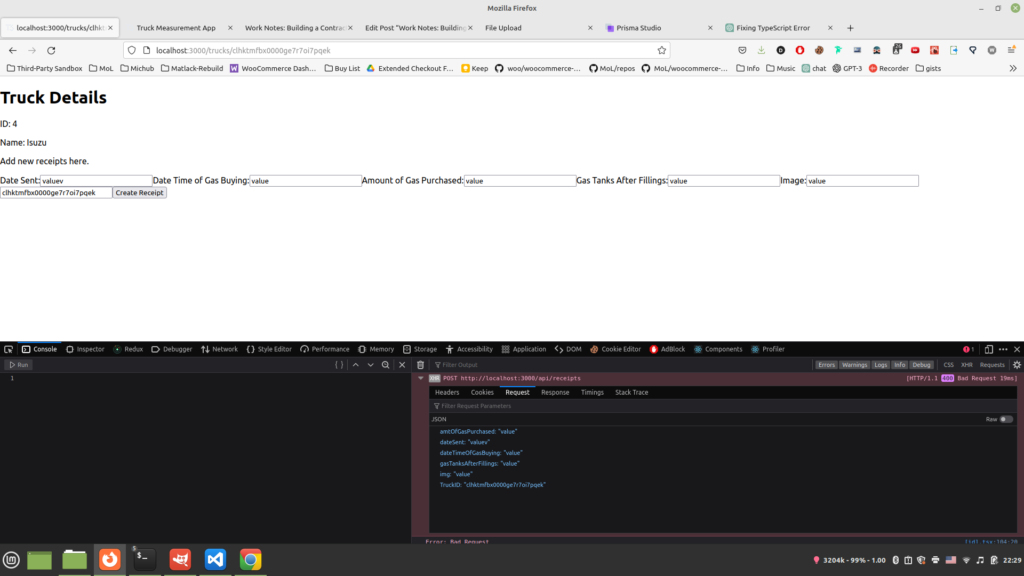 Mozilla Firefox
localhost:3000/trucks/clhkt
Truck Measurement App
Work Notes: Building a Contrac
Edit Post "Work Notes: Building
File Upload
Prisma Studio
Fixing TypeScript Error
localhost:3000/trucks/clhktmfbx0000ge7r7oi7pqek
Third-Party Sandbox
MoL
Michub
Matlack-Rebuild
WooCommerce Dash...
Buy List
Extended Checkout F...
Keep
woo/woocommerce-...
MoL/repos
MoL/woocommerce-...
Info
Music
chat
GPT-3
Recorder
gists
Truck Details
ID: 4
Name: Isuzu
Add new receipts here.
Date Sent: valuev Date Time of Gas Buying: value Amount of Gas Purchased: value Gas Tanks After Fillings: value Image: value
clhktmfbx0000ge7r7oi7pqek Create Receipt
Console Inspector Redux Debugger Network Style Editor Performance Memory Storage Accessibility Application DOM Cookie Editor AdBlock Components Profiler 1
Run
Filter Output
Errors Warnings Logs Info Debug CSS XHR Requests
1
XHR POST http://localhost:3000/api/receipts [HTTP/1.1 400 Bad Request 19ms]
Headers Cookies Request Response Timings Stack Trace
Filter Request Parameters
JSON Raw
amtOfGasPurchased: "value"
dateSent: "valuev"
dateTimeOfGasBuying: "value"
gasTanksAfterFillings: "value"
img: "value"
TruckID: "clhktmfbx0000ge7r7oi7pqek"
Error: Bad Request [id].tsx:104:20
5
3204k - 99% - 1.00
22:29